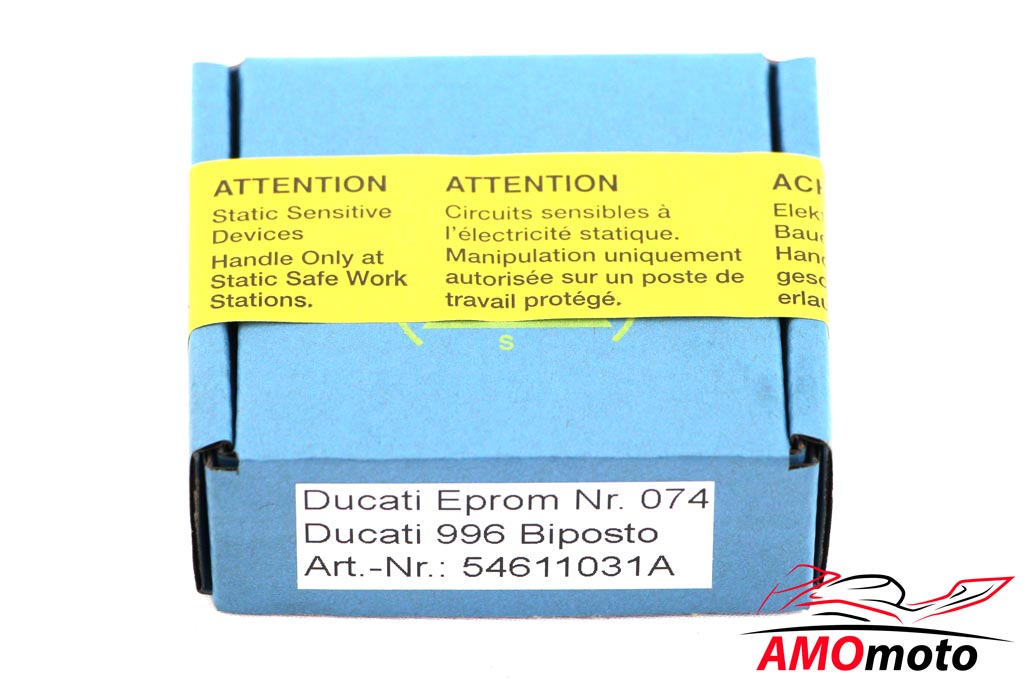 ATTENTION
Static Sensitive
Devices
Handle Only at
Static Safe Work
Stations.
ATTENTION
Circuits sensibles à
l'électricité statique.
Manipulation uniquement
autorisée sur un poste de
travail protégé.
S
Ducati Eprom Nr. 074
Ducati 996 Biposto
Art.-Nr.: 54611031A
AMOmoto